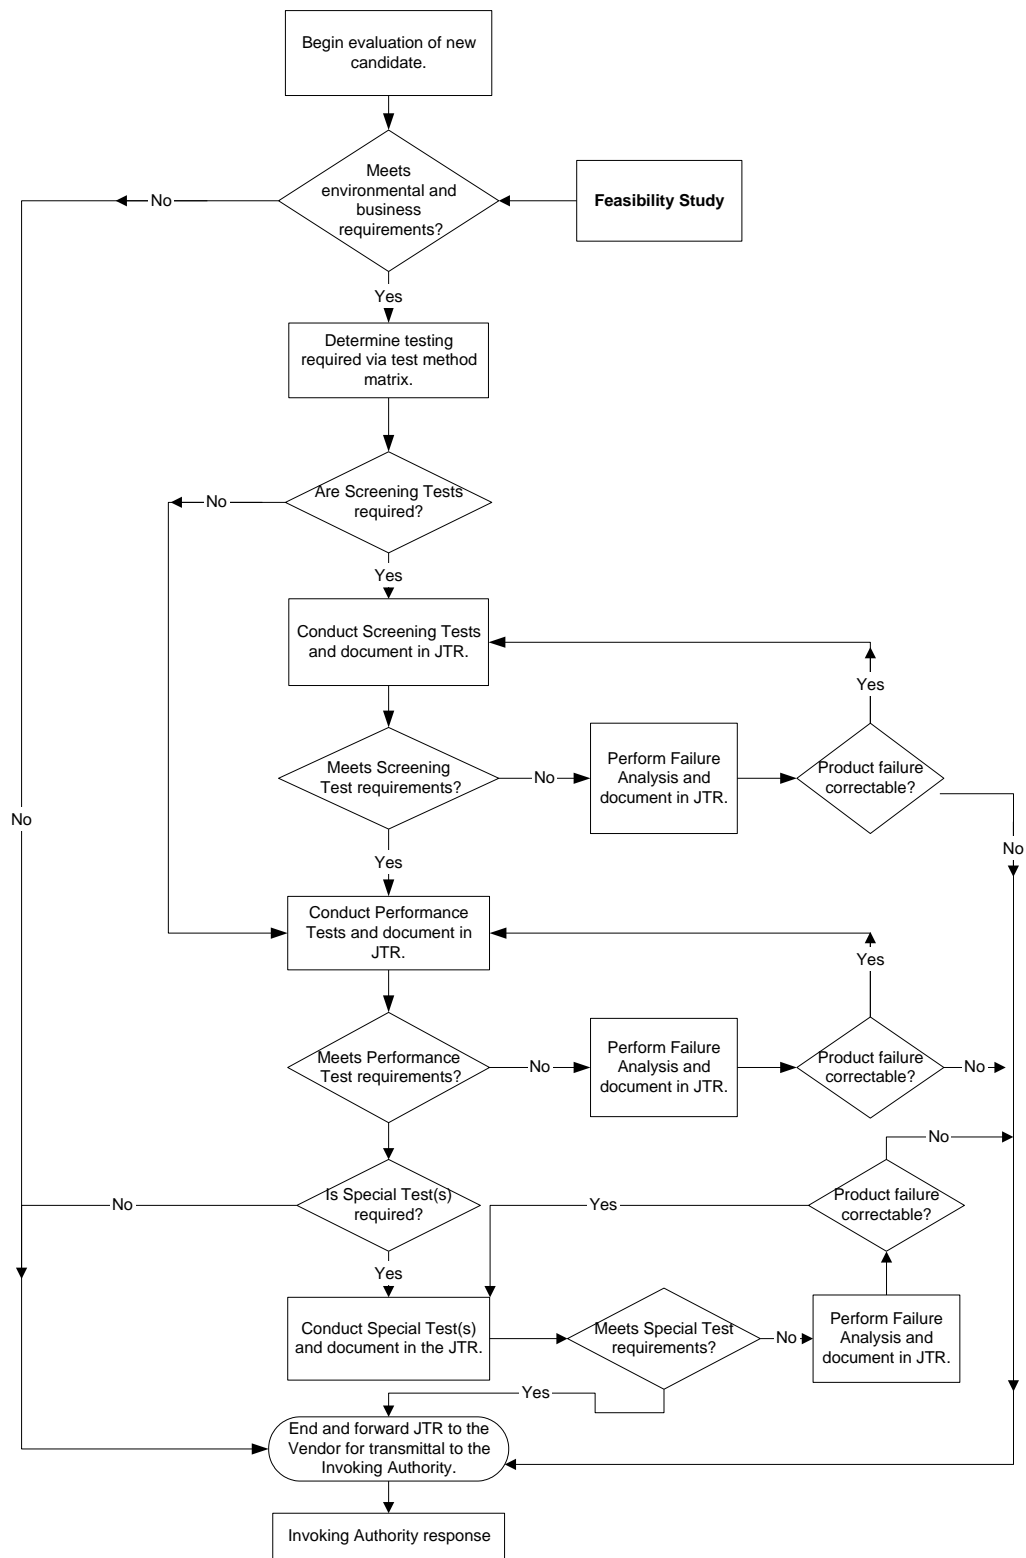 Begin evaluation of new
candidate.
Meets
environmental and
business
requirements?
Feasibility Study
No
Yes
Determine testing
required via test method
matrix.
Are Screening Tests
required?
No
Yes
Conduct Screening Tests
and document in JTR.
Yes
Meets Screening
Test requirements?
No
Perform Failure
Analysis and
document in JTR.
Product failure
correctable?
No
No
Yes
Conduct Performance
Tests and document in
JTR.
Yes
Meets Performance
Test requirements?
No
Perform Failure
Analysis and
document in JTR.
Product failure
correctable?
No
No
Is Special Test(s)
required?
No
Yes
Product failure
correctable?
Yes
Conduct Special Test(s)
and document in the JTR.
Meets Special Test
requirements?
No
Perform Failure
Analysis and
document in JTR.
Yes
End and forward JTR to the
Vendor for transmittal to the
Invoking Authority.
Invoking Authority response